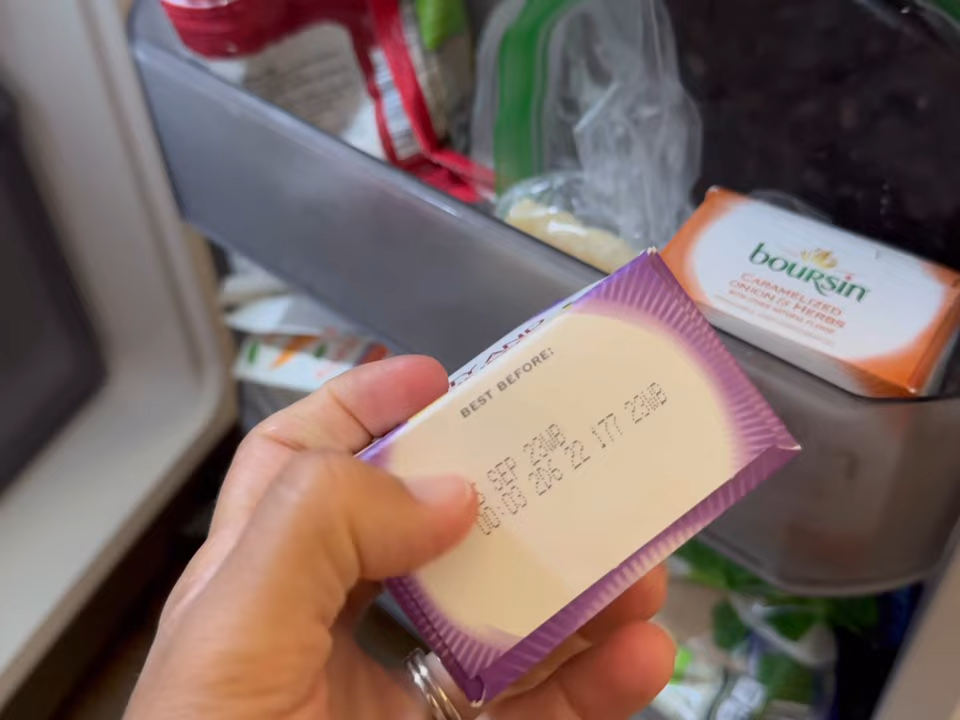 boursin
CARAMELIZED
ONION & HERBS
BEST BEFORE:
SEP 23WB
00:03 206 22 177 23WB